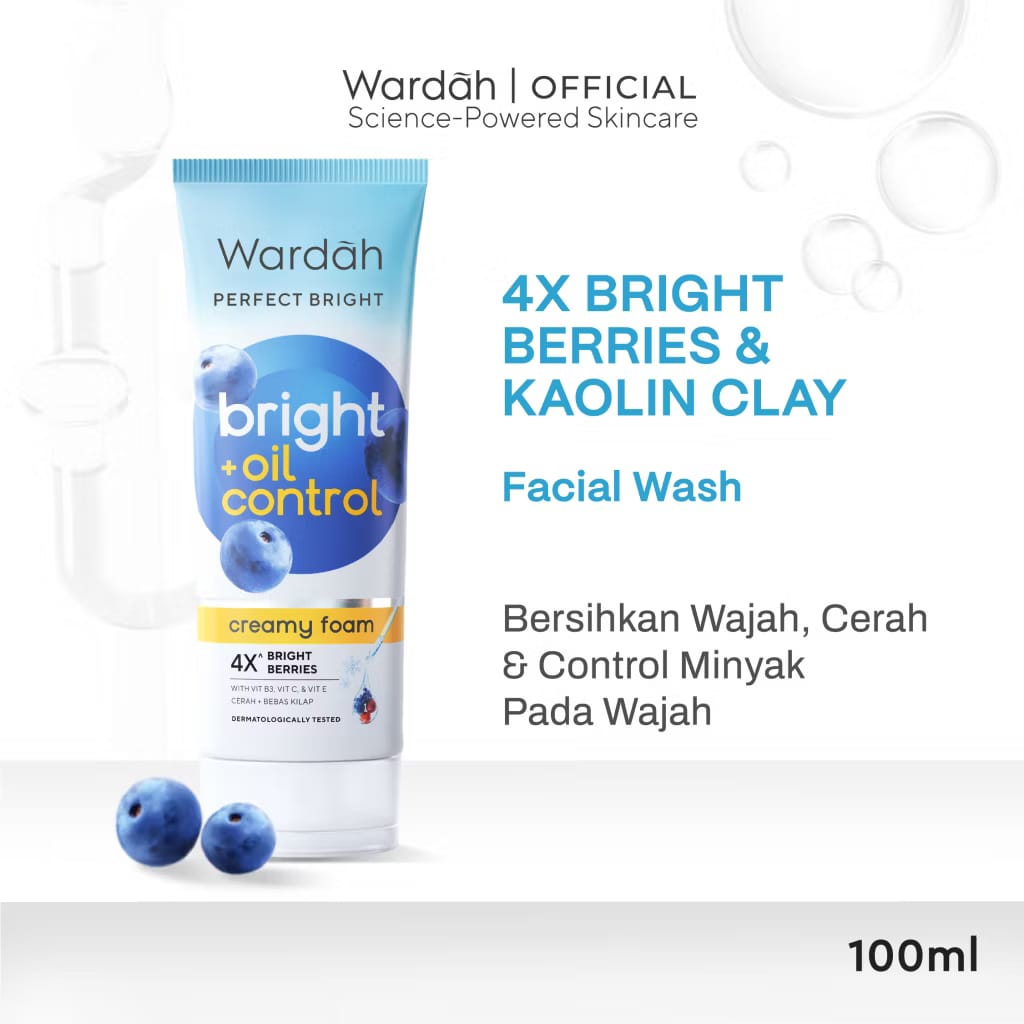 Wardãh | OFFICIAL
Science-Powered Skincare
Wardãh
PERFECT BRIGHT
bright
+oil
control
creamy foam
4X^ BRIGHT
BERRIES
WITH VIT B3, VIT C, & VIT E
CERAH + BEBAS KILAP
DERMATOLOGICALLY TESTED
4X BRIGHT
BERRIES &
KAOLIN CLAY
Facial Wash
Bersihkan Wajah, Cerah
& Control Minyak
Pada Wajah
100ml